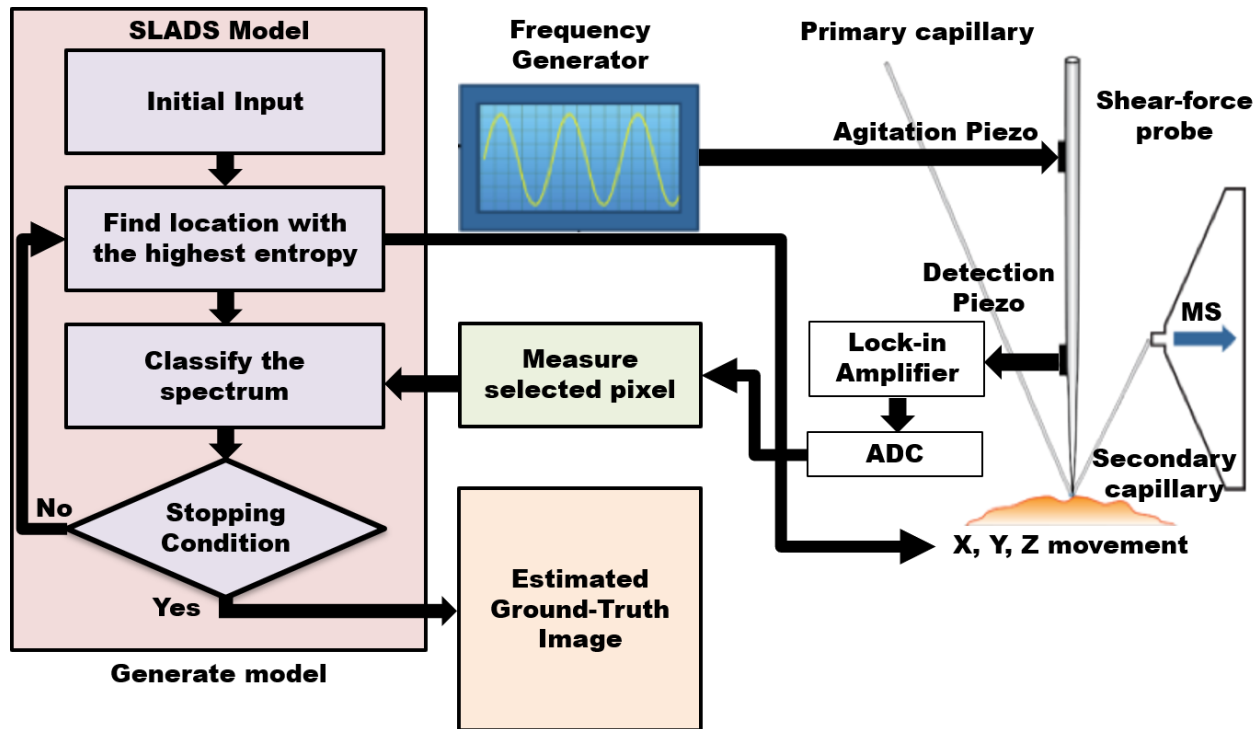 SLADS Model
Initial Input
Find location with
the highest entropy
Classify the
spectrum
Stopping
Condition
No
Yes
Generate model
Frequency
Generator
Measure
selected pixel
Estimated
Ground-Truth
Image
Primary capillary
Agitation Piezo
Shear-force
probe
Detection
Piezo
Lock-in
Amplifier
ADC
MS
Secondary
capillary
X, Y, Z movement